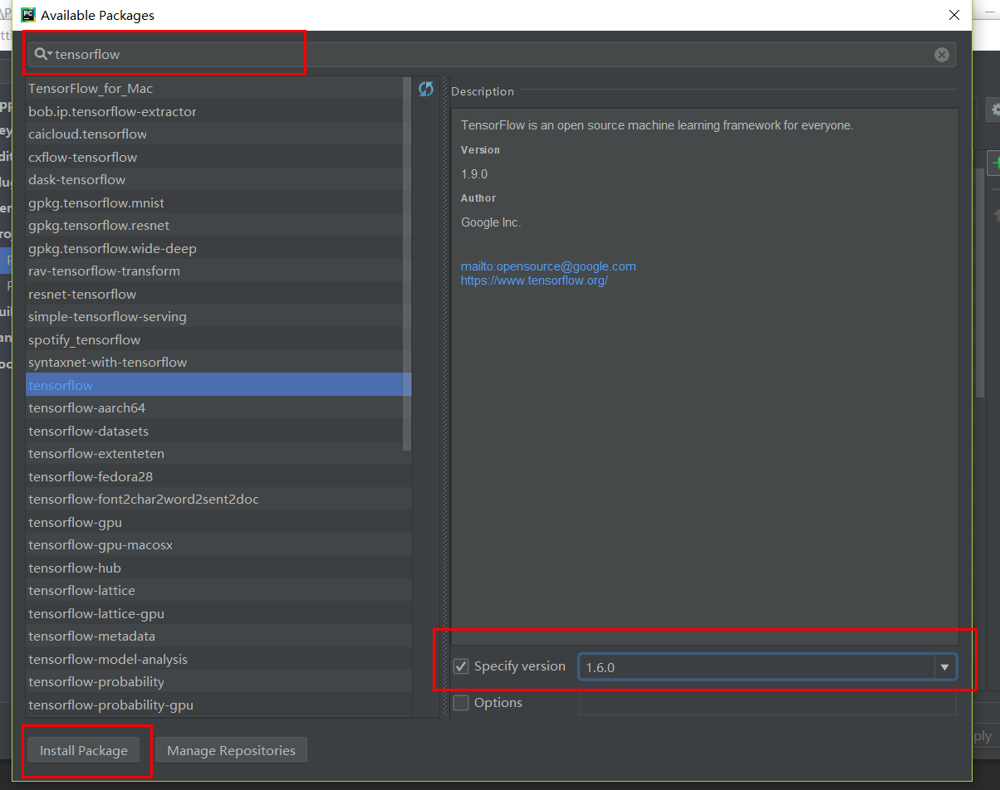 PC Available Packages
tensorflow
TensorFlow_for_Mac
bob.ip.tensorflow-extractor
caicloud.tensorflow
cxflow-tensorflow
dask-tensorflow
gpkg.tensorflow.mnist
gpkg.tensorflow.resnet
gpkg.tensorflow.wide-deep
rav-tensorflow-transform
resnet-tensorflow
simple-tensorflow-serving
spotify_tensorflow
syntaxnet-with-tensorflow
tensorflow
tensorflow-aarch64
tensorflow-datasets
tensorflow-extenteten
tensorflow-fedora28
tensorflow-font2char2word2sent2doc
tensorflow-gpu
tensorflow-gpu-macosx
tensorflow-hub
tensorflow-lattice
tensorflow-lattice-gpu
tensorflow-metadata
tensorflow-model-analysis
tensorflow-probability
tensorflow-probability-gpu
Description
TensorFlow is an open source machine learning framework for everyone.
Version
1.9.0
Author
Google Inc.
mailto:opensource@google.com
https://www.tensorflow.org/
Specify version 1.6.0
Options
Install Package Manage Repositories